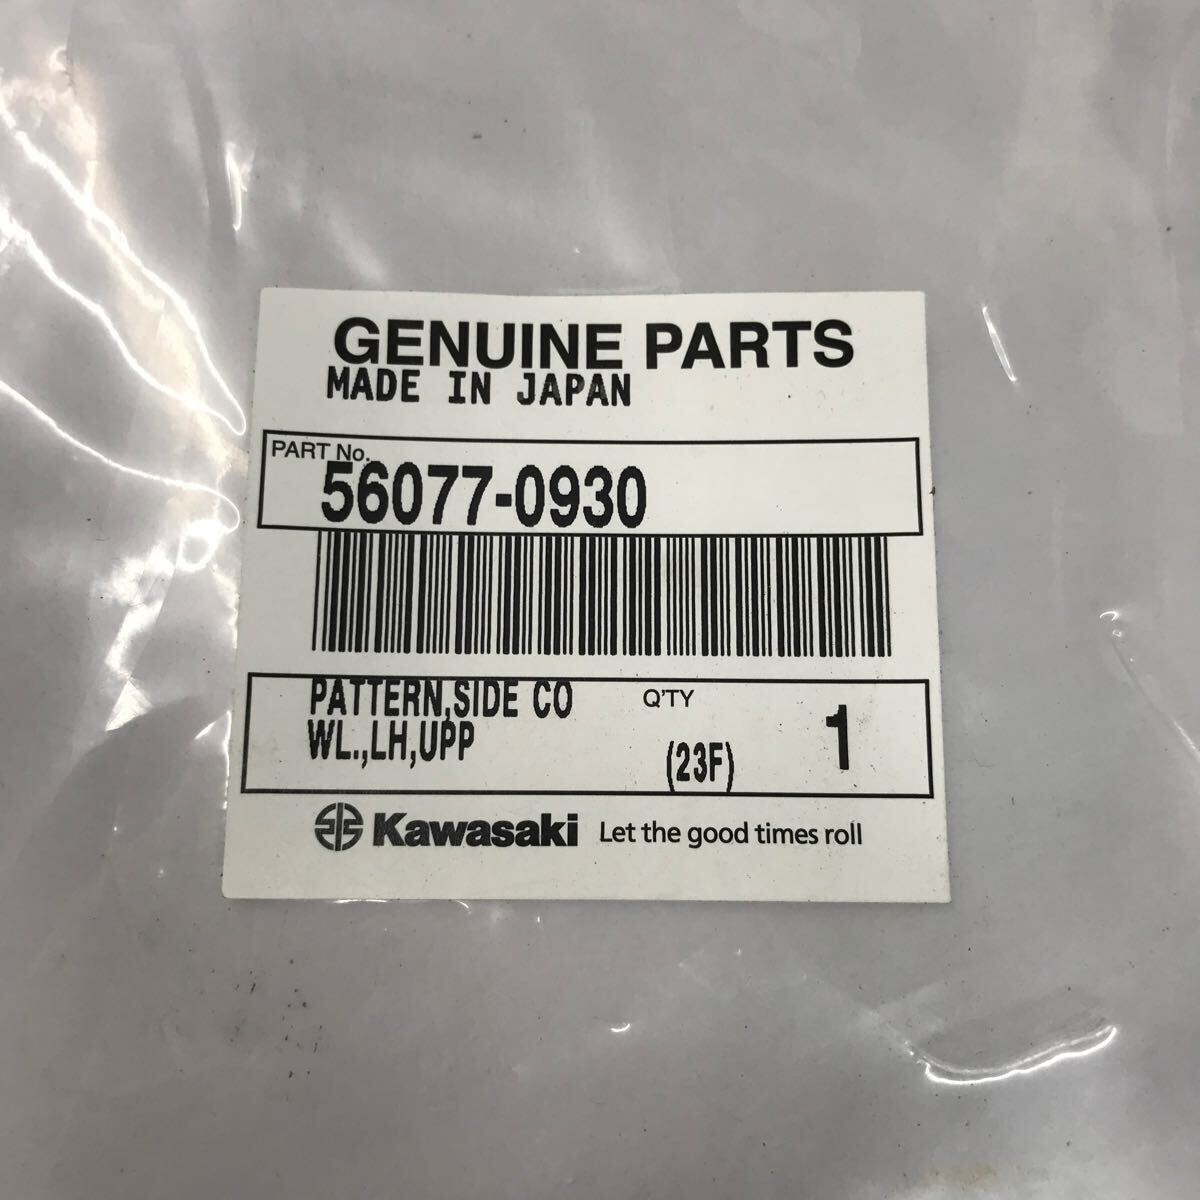 GENUINE PARTS
MADE IN JAPAN
PART No.
56077-0930
PATTERN,SIDE CO
WL.,LH,UPP
Q'TY
(23F)
1
Kawasaki Let the good times roll